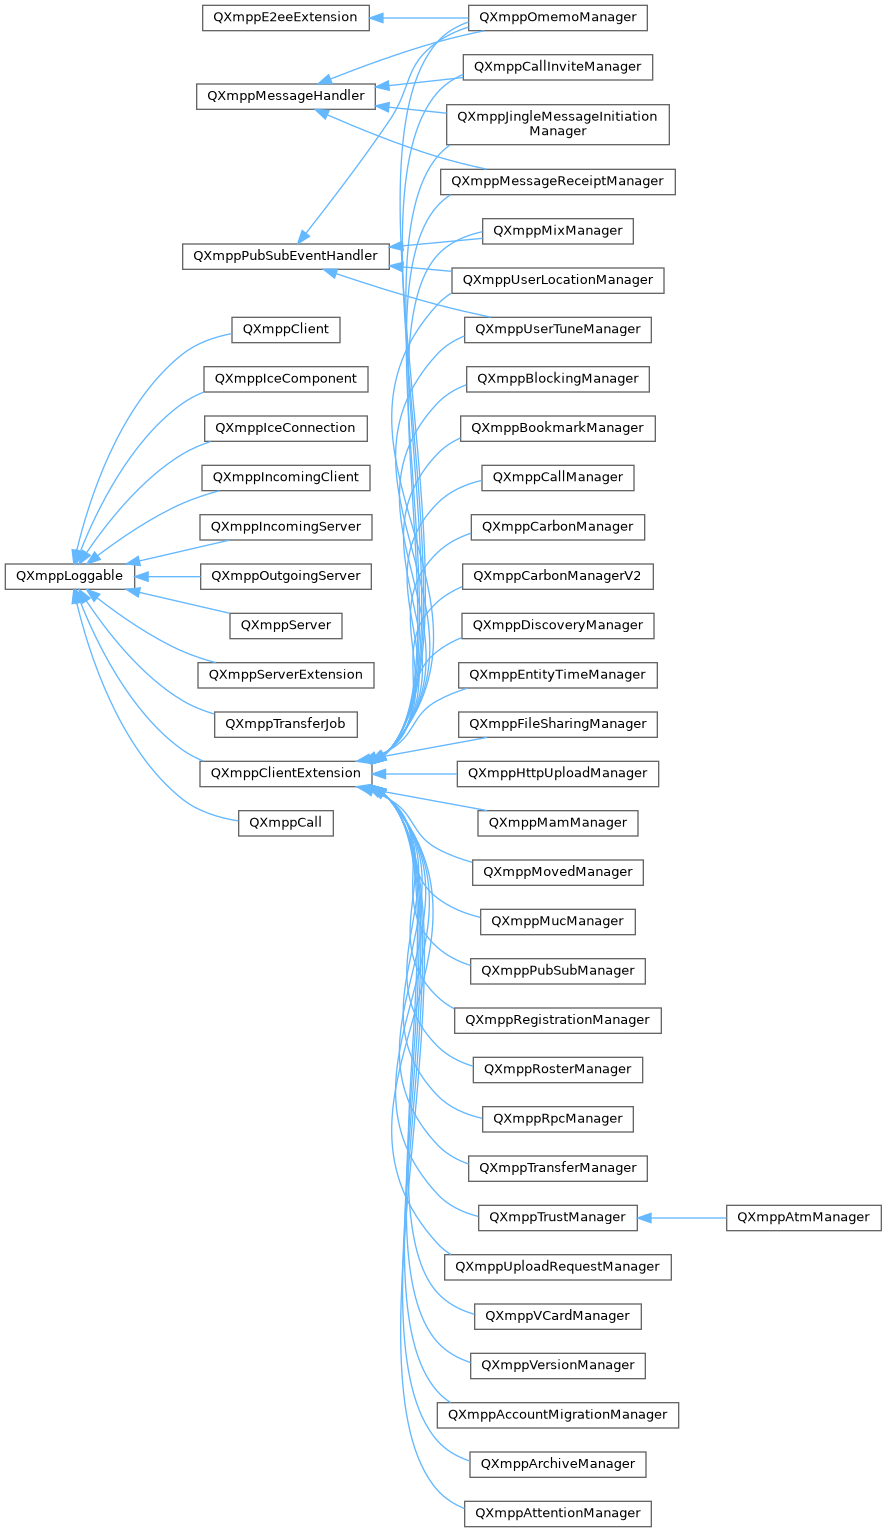 QXmppE2eeExtension
QXmppOmemoManager
QXmppCallInviteManager
QXmppMessageHandler
QXmppJingleMessageInitiation
Manager
QXmppMessageReceiptManager
QXmppMixManager
QXmppPubSubEventHandler
QXmppUserLocationManager
QXmppClient
QXmppUserTuneManager
QXmppIceComponent
QXmppBlockingManager
QXmppIceConnection
QXmppBookmarkManager
QXmppIncomingClient
QXmppCallManager
QXmppIncomingServer
QXmppCarbonManager
QXmppLoggable
QXmppOutgoingServer
QXmppCarbonManagerV2
QXmppServer
QXmppDiscoveryManager
QXmppServerExtension
QXmppEntityTimeManager
QXmppTransferJob
QXmppFileSharingManager
QXmppClientExtension
QXmppHttpUploadManager
QXmppCall
QXmppMamManager
QXmppMovedManager
QXmppMucManager
QXmppPubSubManager
QXmppRegistrationManager
QXmppRosterManager
QXmppRpcManager
QXmppTransferManager
QXmppTrustManager
QXmppAtmManager
QXmppUploadRequestManager
QXmppVCardManager
QXmppVersionManager
QXmppAccountMigrationManager
QXmppArchiveManager
QXmppAttentionManager